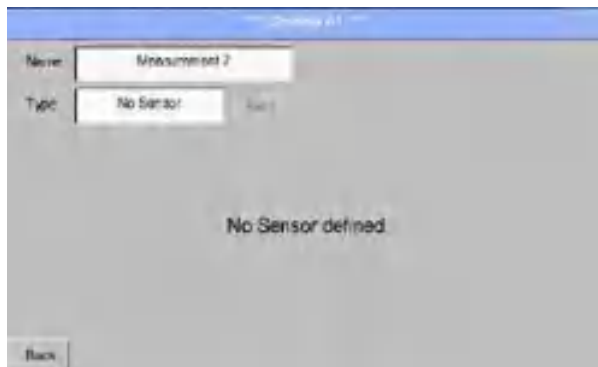 Name Measurement 2
Type No Sensor
No Sensor defined
Back